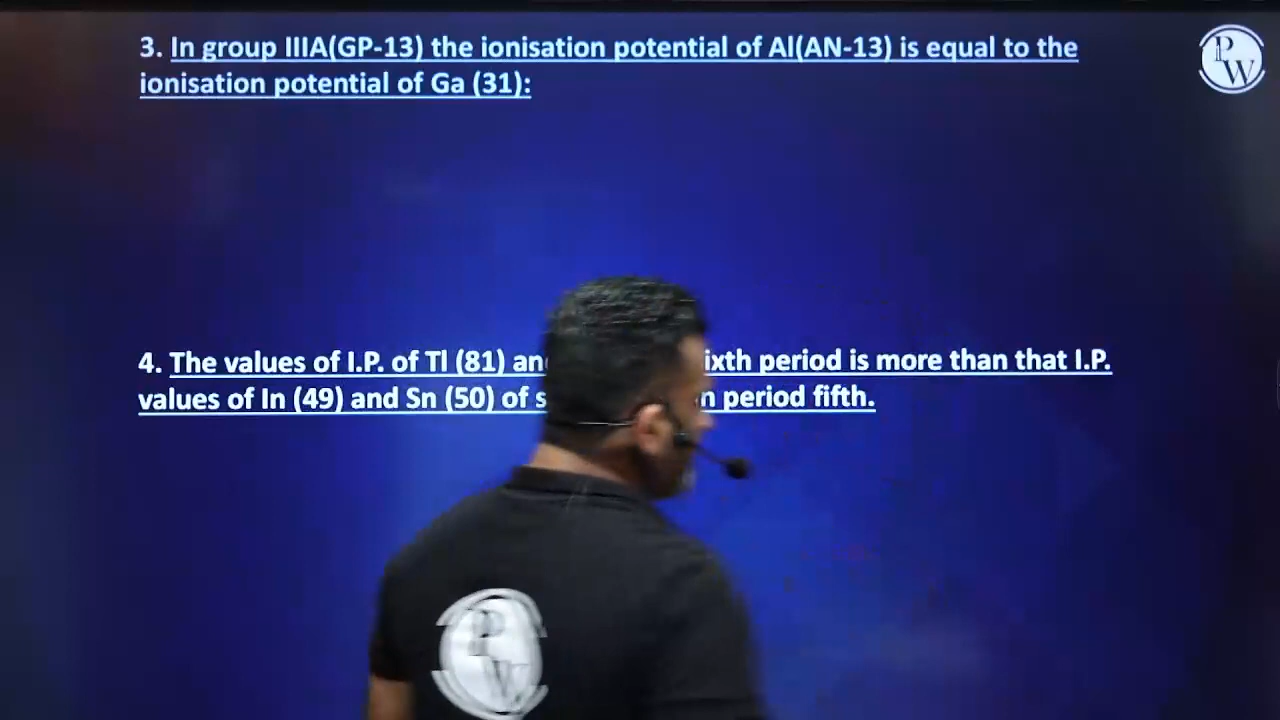 3. In group IIIA(GP-13) the ionisation potential of Al(AN-13) is equal to the
ionisation potential of Ga (31):
PW
4. The values of I.P. of Tl (81) an ixth period is more than that I.P.
values of In (49) and Sn (50) of s n period fifth.
PW